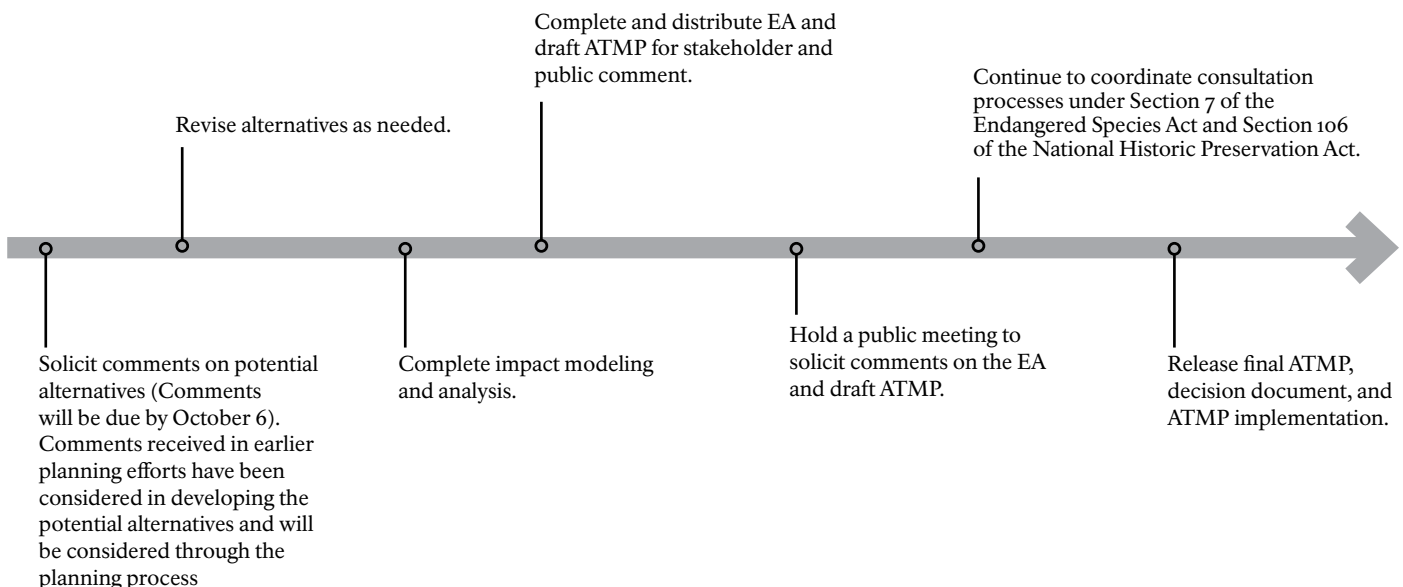 Complete and distribute EA and
draft ATMP for stakeholder and
public comment.
Continue to coordinate consultation
processes under Section 7 of the
Endangered Species Act and Section 106
of the National Historic Preservation Act.
Revise alternatives as needed.
Solicit comments on potential
alternatives (Comments
will be due by October 6).
Comments received in earlier
planning efforts have been
considered in developing the
potential alternatives and will
be considered through the
planning process
Complete impact modeling
and analysis.
Hold a public meeting to
solicit comments on the EA
and draft ATMP.
Release final ATMP,
decision document, and
ATMP implementation.